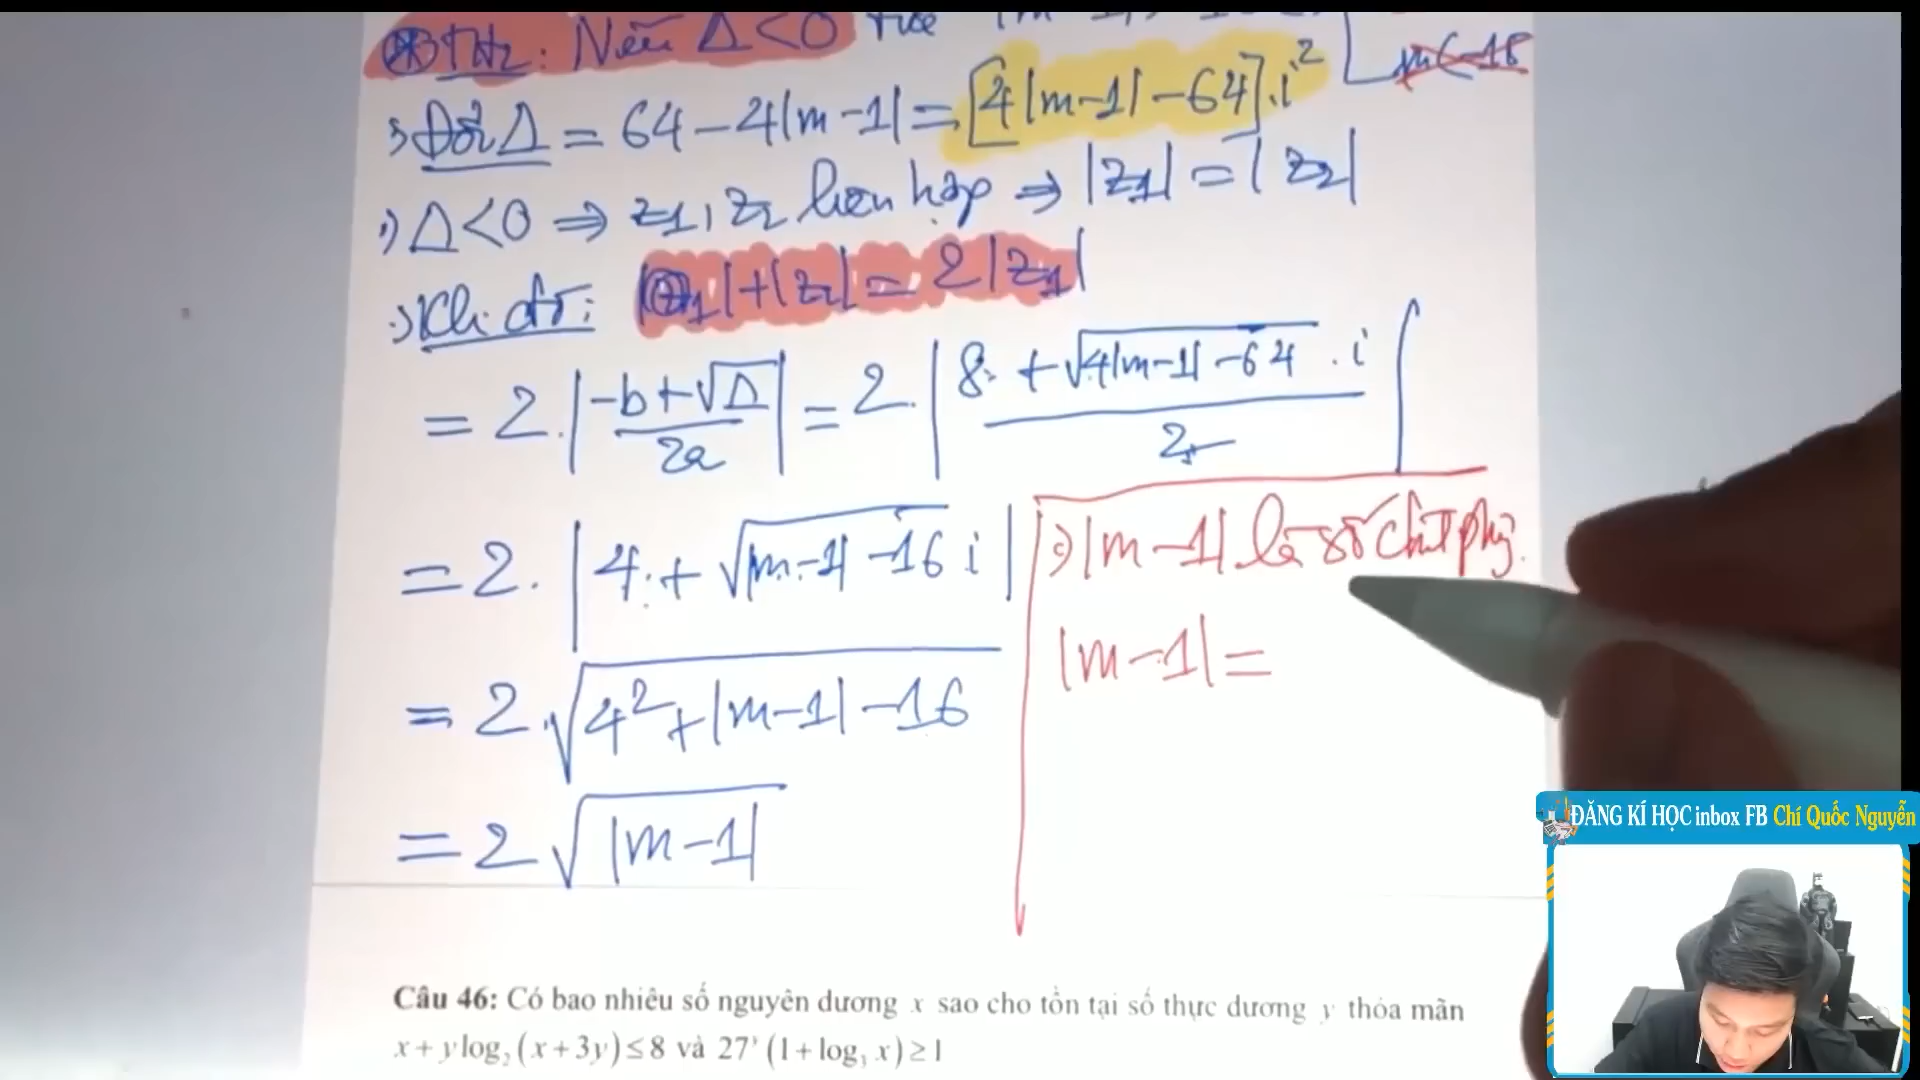 TH2: Nếu Δ<0
Đổi Δ = 64 - 4|m-1| = [4|m-1| - 64].i²
m<-15
Δ<0 ⇒ z₁, z₂ liên hợp ⇒ |z₁| = |z₂|
Khi đó: |z₁|+|z₂| = 2|z₁|
= 2.|(-b+√Δ)/2a| = 2.|(8 + √(4|m-1| - 64) . i)/2|
= 2.|4 + √(|m-1| - 16) i|
|m-1| là số chính phg.
|m-1| =
= 2.√(4² + |m-1| - 16)
= 2√|m-1|
ĐĂNG KÍ HỌC inbox FB Chí Quốc Nguyễn
Câu 46: Có bao nhiêu số nguyên dương x sao cho tồn tại số thực dương y thỏa mãn
x + y log₂(x+3y) ≤ 8 và 27ʸ(1+log₃ x) ≥ 1